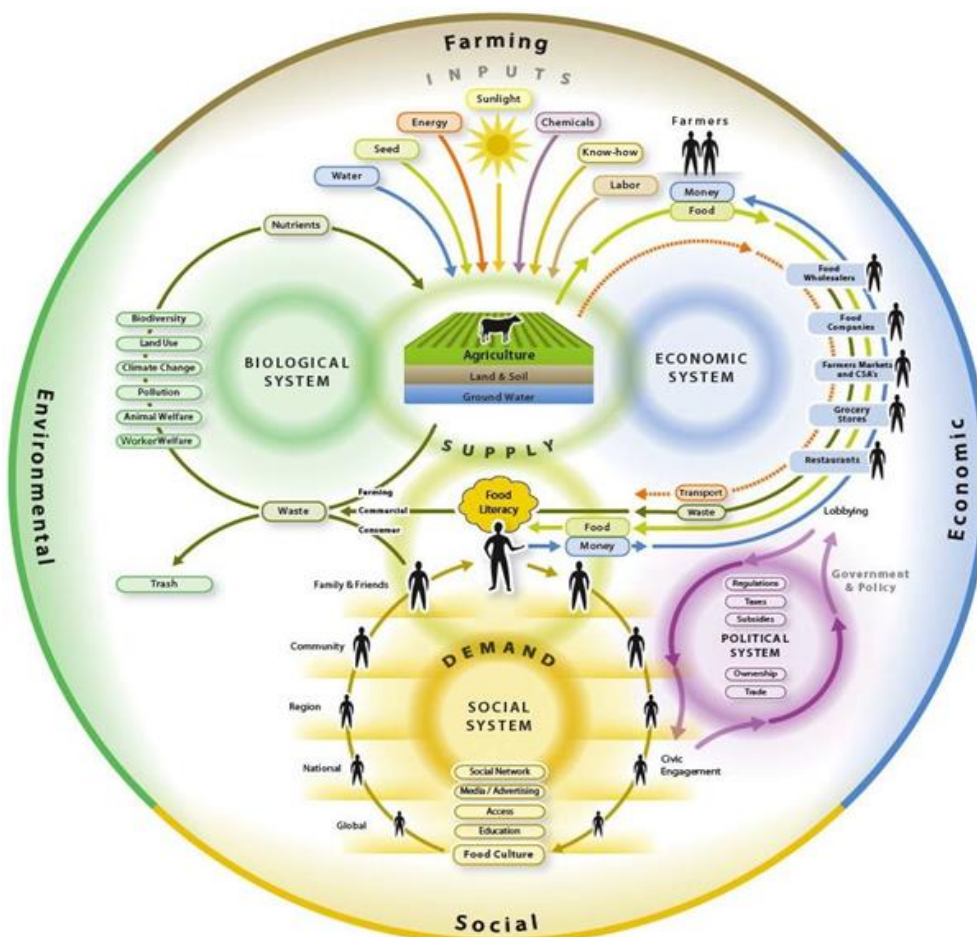 Farming
INPUTS
Sunlight
Energy
Chemicals
Seed
Know-how
Water
Labor
Farmers
Money
Food
Nutrients
Food
Wholesalers
Food
Companies
Farmers Markets
and CSA's
Grocery
Stores
Restaurants
Biodiversity
Land Use
Climate Change
Pollution
Animal Welfare
Worker Welfare
BIOLOGICAL
SYSTEM
Agriculture
Land & Soil
Ground Water
ECONOMIC
SYSTEM
Environmental
Economic
SUPPLY
Farming
Commercial
Consumer
Waste
Trash
Food
Literacy
Transport
Waste
Food
Money
Lobbying
Government
& Policy
Regulations
Taxes
Subsidies
POLITICAL
SYSTEM
Ownership
Trade
Civic
Engagement
Family & Friends
Community
Region
National
Global
DEMAND
SOCIAL
SYSTEM
Social Network
Media / Advertising
Access
Education
Food Culture
Social